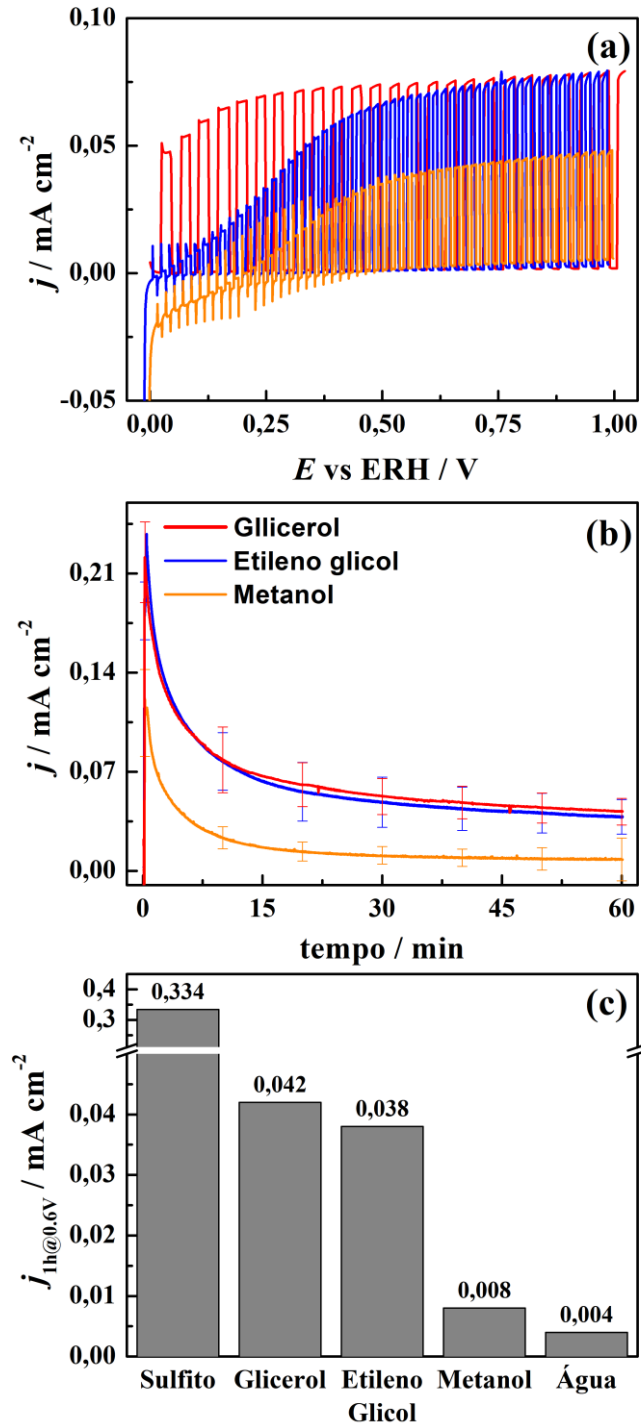 0,10
(a)
0,05
0,00
-0,05
j / mA cm⁻²
0,00 0,25 0,50 0,75 1,00
E vs ERH / V
(b)
Gllicerol
Etileno glicol
Metanol
0,21
0,14
0,07
0,00
j / mA cm⁻²
0 15 30 45 60
tempo / min
(c)
0,4
0,3
0,04
0,03
0,02
0,01
0,00
j1h@0.6V / mA cm⁻²
0,334
0,042
0,038
0,008
0,004
Sulfito Glicerol Etileno Metanol Água
Glicol